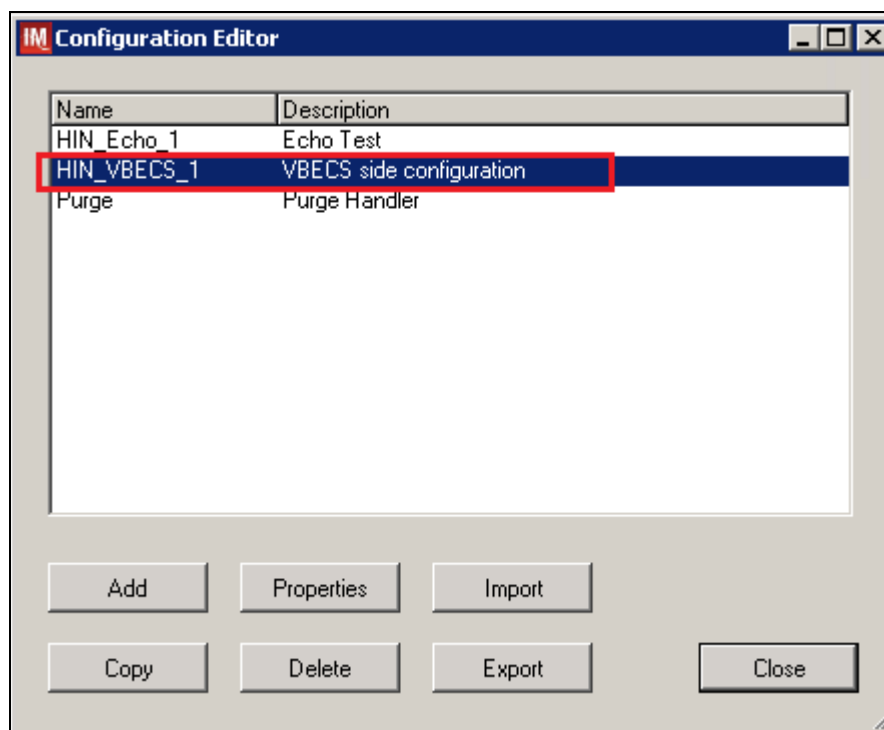 IM Configuration Editor
Name Description
HIN_Echo_1 Echo Test
HIN_VBECS_1 VBECS side configuration
Purge Purge Handler
Add Properties Import
Copy Delete Export Close